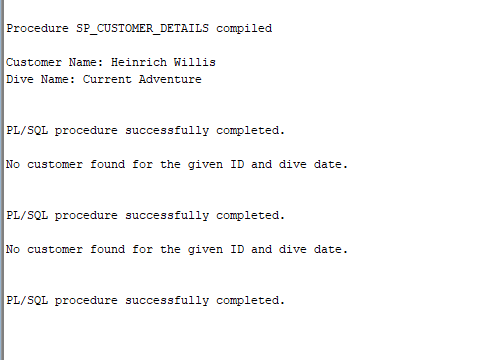 Procedure SP_CUSTOMER_DETAILS compiled
Customer Name: Heinrich Willis
Dive Name: Current Adventure
PL/SQL procedure successfully completed.
No customer found for the given ID and dive date.
PL/SQL procedure successfully completed.
No customer found for the given ID and dive date.
PL/SQL procedure successfully completed.